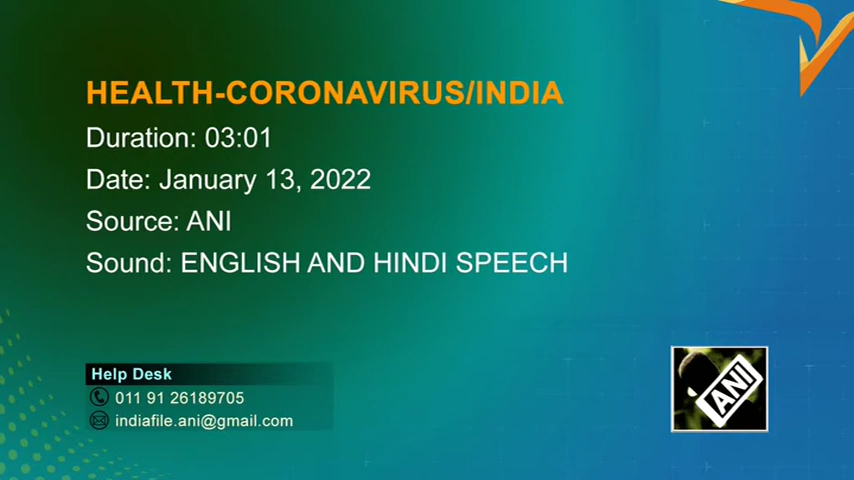 HEALTH-CORONAVIRUS/INDIA
Duration: 03:01
Date: January 13, 2022
Source: ANI
Sound: ENGLISH AND HINDI SPEECH
Help Desk
011 91 26189705
indiafile.ani@gmail.com
ANI